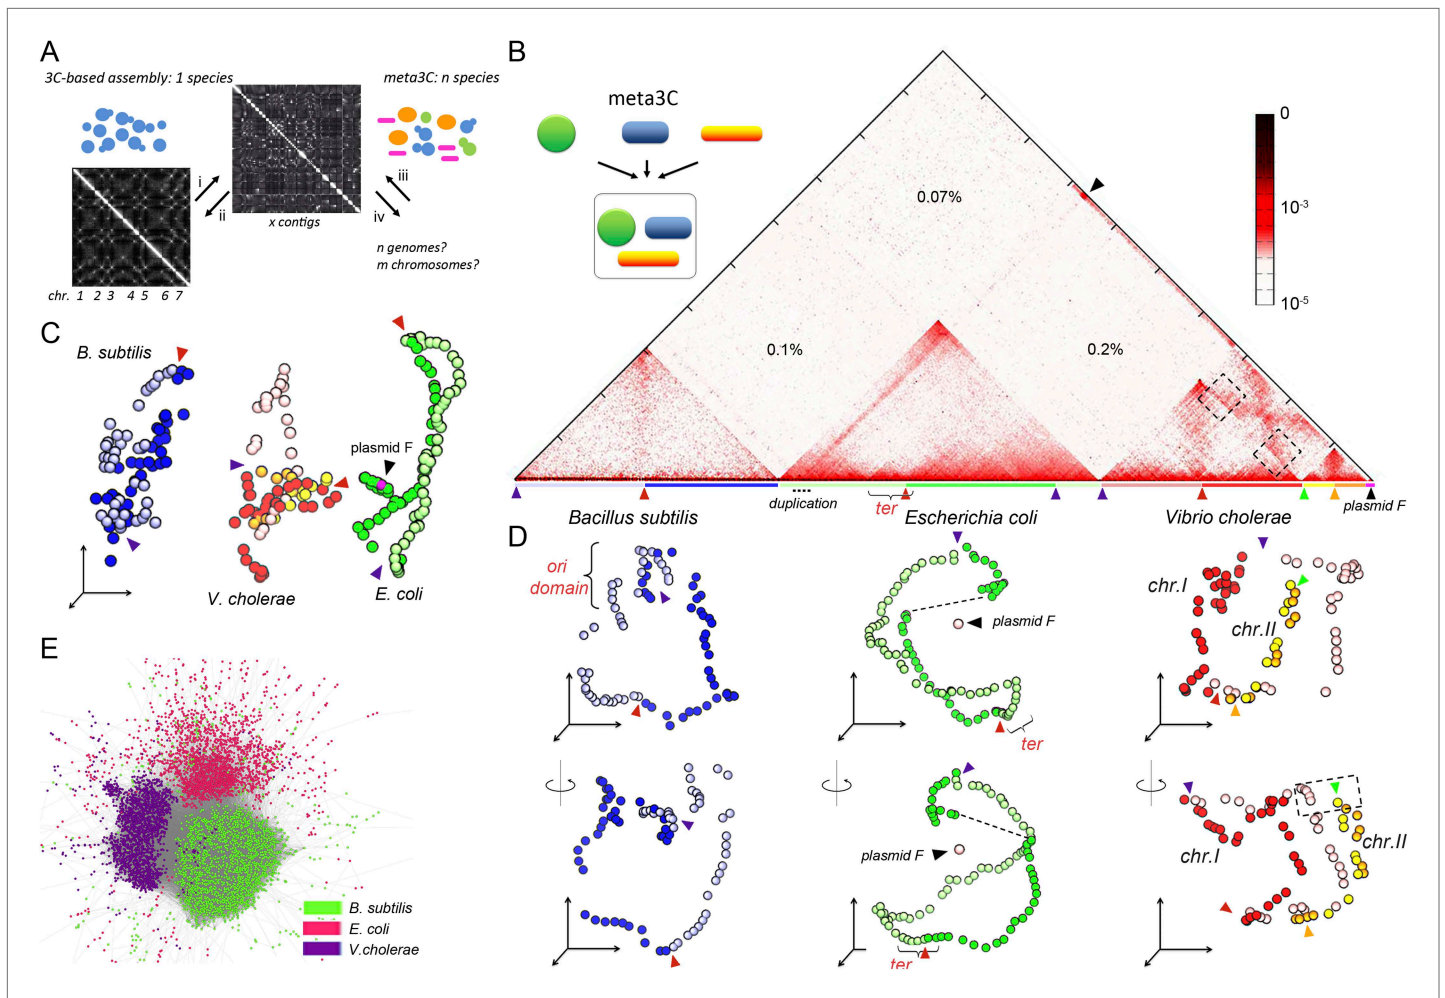 A
3C-based assembly: 1 species
meta3C: n species
i
ii
iii
iv
x contigs
n genomes?
m chromosomes?
chr. 1 2 3 4 5 6 7
B
meta3C
0.07%
0.1%
0.2%
0
10-3
10-5
duplication
ter
plasmid F
Bacillus subtilis
Escherichia coli
Vibrio cholerae
C
B. subtilis
plasmid F
V. cholerae
E. coli
D
ori
domain
plasmid F
ter
chr.I
chr.II
plasmid F
ter
chr.I
chr.II
E
B. subtilis
E. coli
V.cholerae